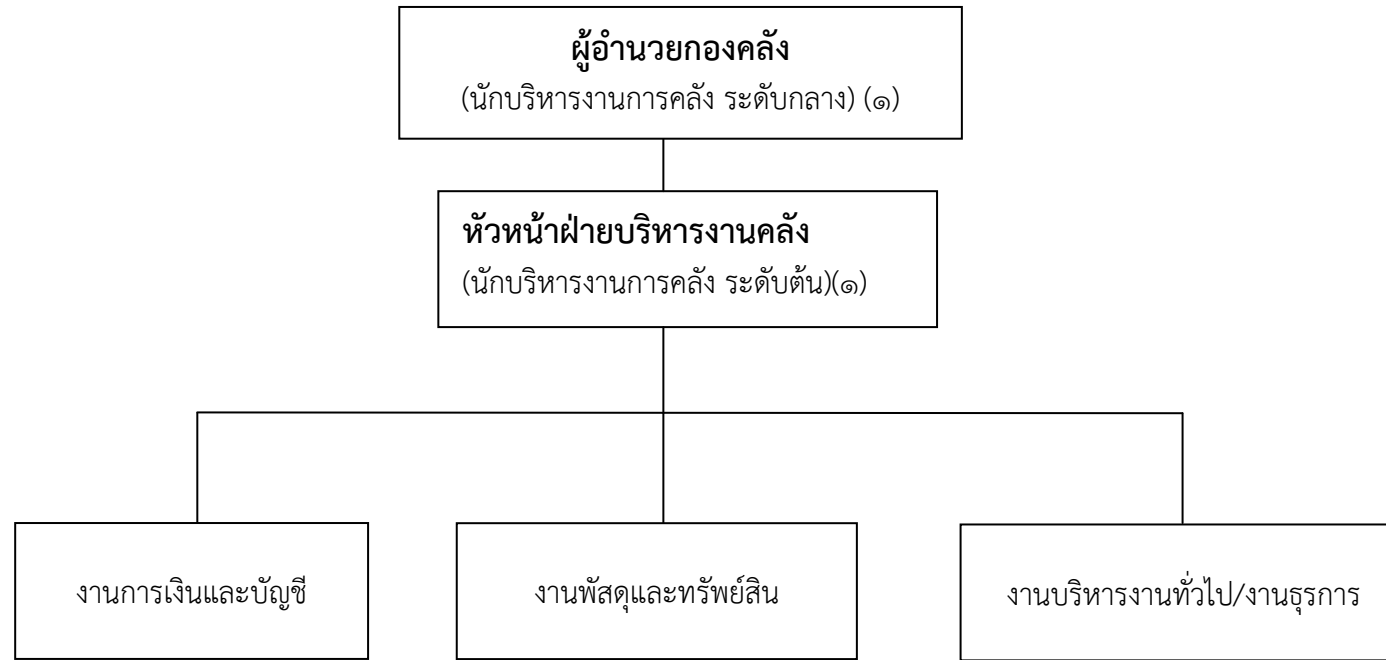 ผู้อำนวยกองคลัง
(นักบริหารงานการคลัง ระดับกลาง) (๑)
หัวหน้าฝ่ายบริหารงานคลัง
(นักบริหารงานการคลัง ระดับต้น)(๑)
งานการเงินและบัญชี
งานพัสดุและทรัพย์สิน
งานบริหารงานทั่วไป/งานธุรการ